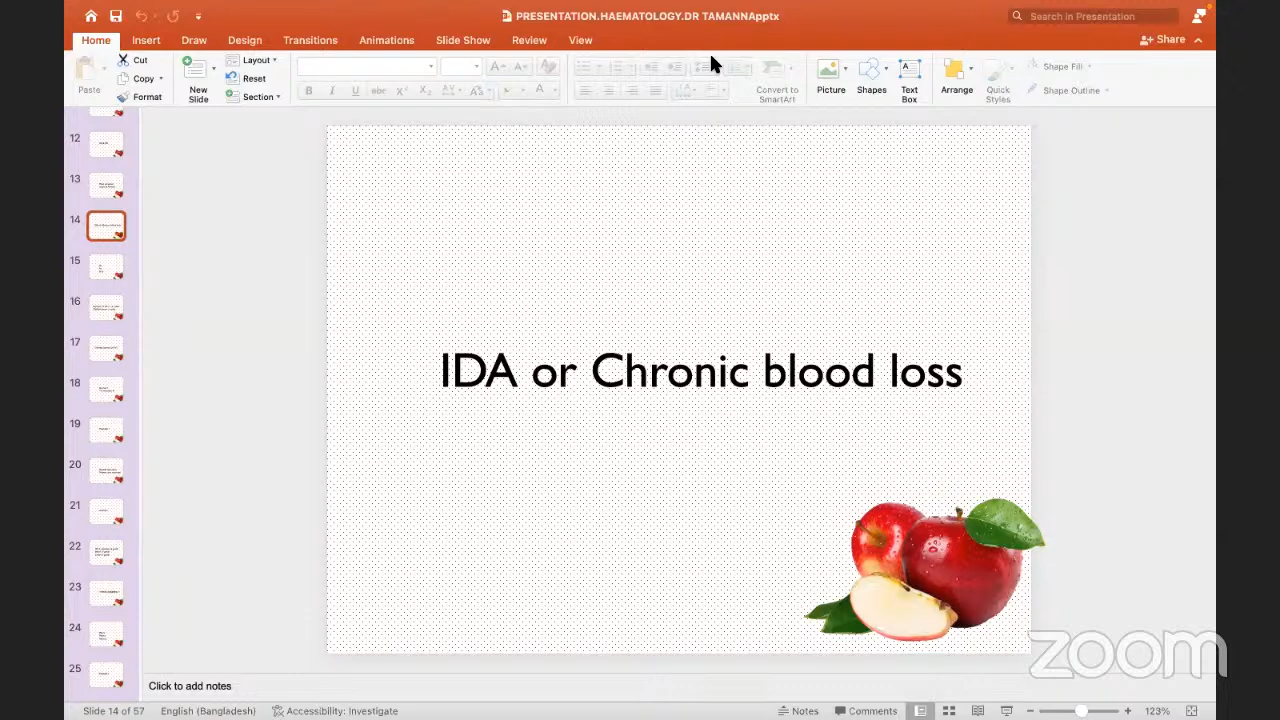 PRESENTATION.HAEMATOLOGY.DR TAMANNApptx
Search in Presentation
Home Insert Draw Design Transitions Animations Slide Show Review View
Share
Paste
Cut
Copy
Format
New
Slide
Layout
Reset
Section
Convert to
SmartArt
Picture
Shapes
Text
Box
Arrange
Quick
Styles
Shape Fill
Shape Outline
12
13
14
15
16
17
18
19
20
21
22
23
24
25
IDA or Chronic blood loss
zoom
Click to add notes
Slide 14 of 57 English (Bangladesh) Accessibility: Investigate Notes Comments 123%